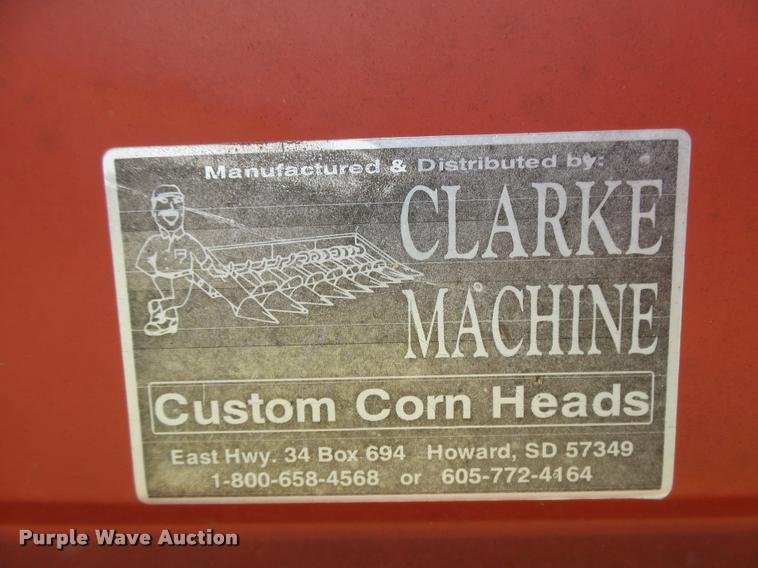 Manufactured & Distributed by:
CLARKE
MACHINE
Custom Corn Heads
East Hwy. 34 Box 694 Howard, SD 57349
1-800-658-4568 or 605-772-4164
Purple Wave Auction